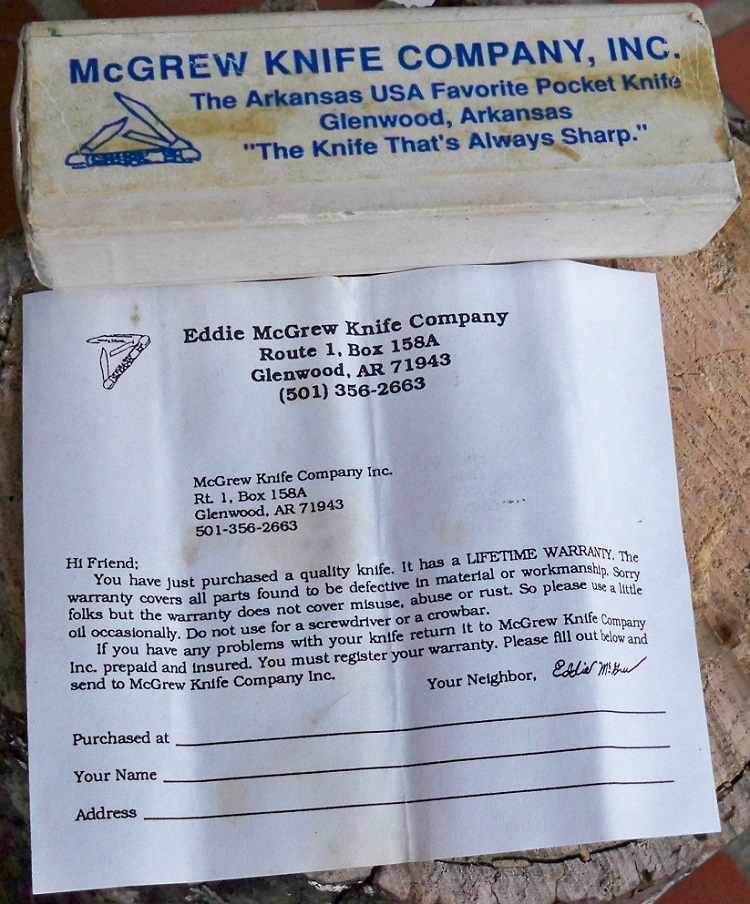 McGREW KNIFE COMPANY, INC.
The Arkansas USA Favorite Pocket Knife
Glenwood, Arkansas
"The Knife That's Always Sharp."
Eddie McGrew Knife Company
Route 1, Box 158A
Glenwood, AR 71943
(501) 356-2663
McGrew Knife Company Inc.
Rt. 1, Box 158A
Glenwood, AR 71943
501-356-2663
Hi Friend;
You have just purchased a quality knife. It has a LIFETIME WARRANTY. The
warranty covers all parts found to be defective in material or workmanship. Sorry
folks but the warranty does not cover misuse, abuse or rust. So please use a little
oil occasionally. Do not use for a screwdriver or a crowbar.
If you have any problems with your knife return it to McGrew Knife Company
Inc. prepaid and insured. You must register your warranty. Please fill out below and
send to McGrew Knife Company Inc.
Your Neighbor, Eddie McGrew
Purchased at
Your Name
Address